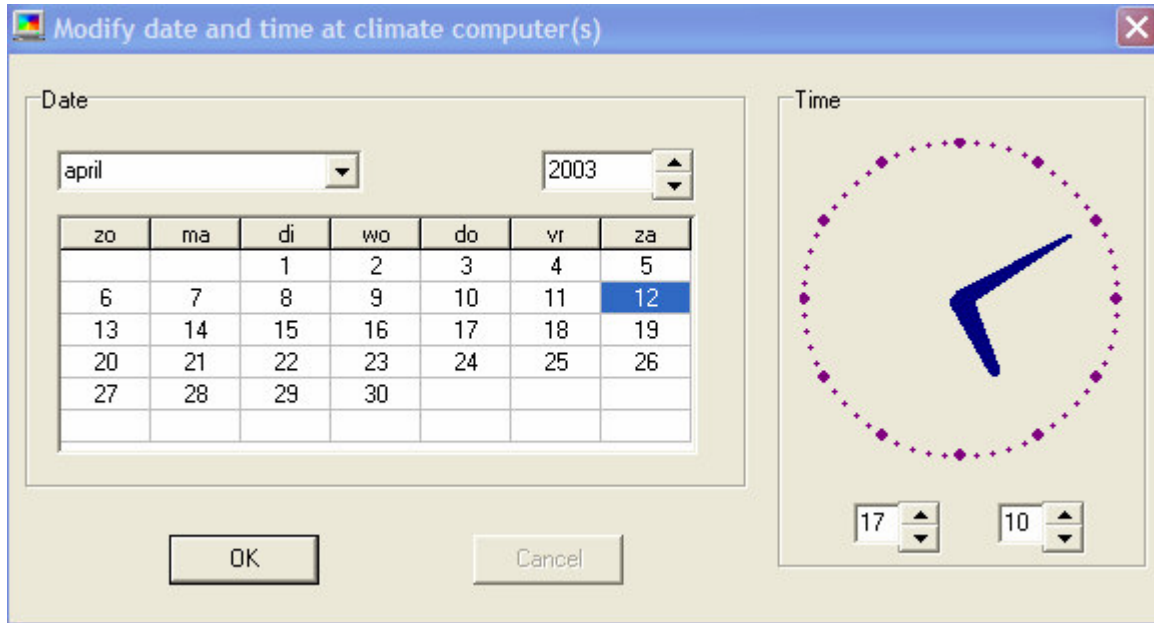 Modify date and time at climate computer(s)
Date
Time
april 2003
zo ma di wo do vr za
1 2 3 4 5
6 7 8 9 10 11 12
13 14 15 16 17 18 19
20 21 22 23 24 25 26
27 28 29 30
17 10
OK Cancel